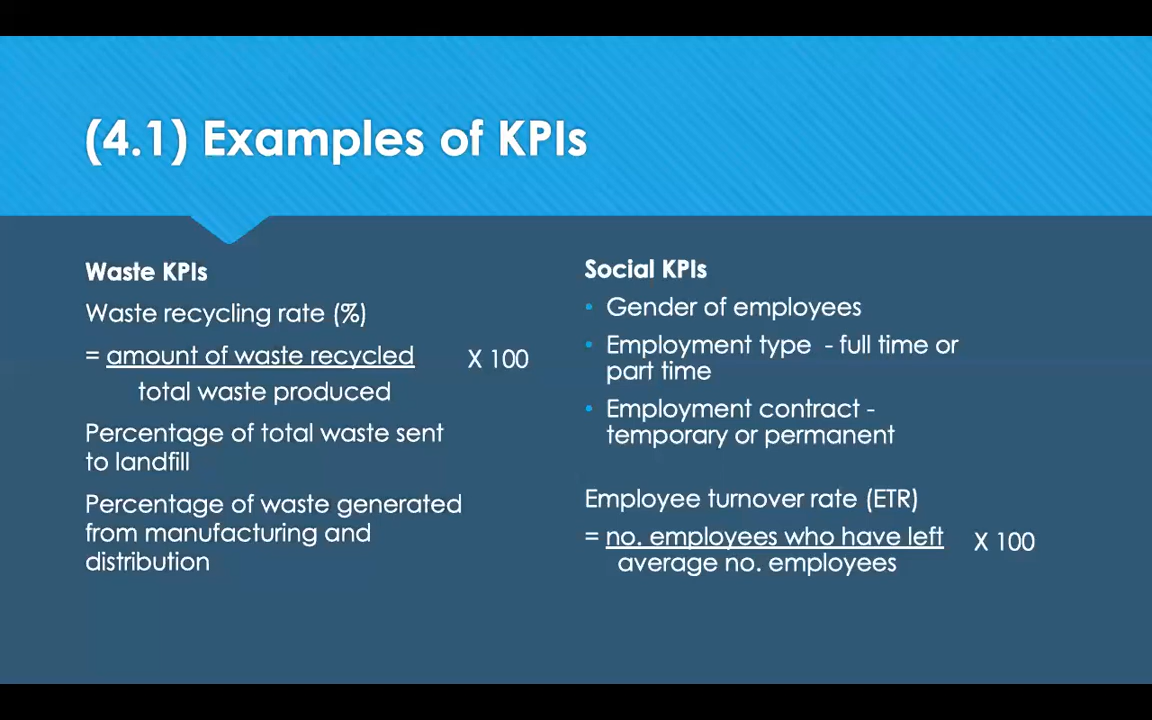 (4.1) Examples of KPIs
Waste KPIs
Waste recycling rate (%)
= amount of waste recycled X 100
total waste produced
Percentage of total waste sent
to landfill
Percentage of waste generated
from manufacturing and
distribution
Social KPIs
• Gender of employees
• Employment type - full time or
part time
• Employment contract -
temporary or permanent
Employee turnover rate (ETR)
= no. employees who have left X 100
average no. employees